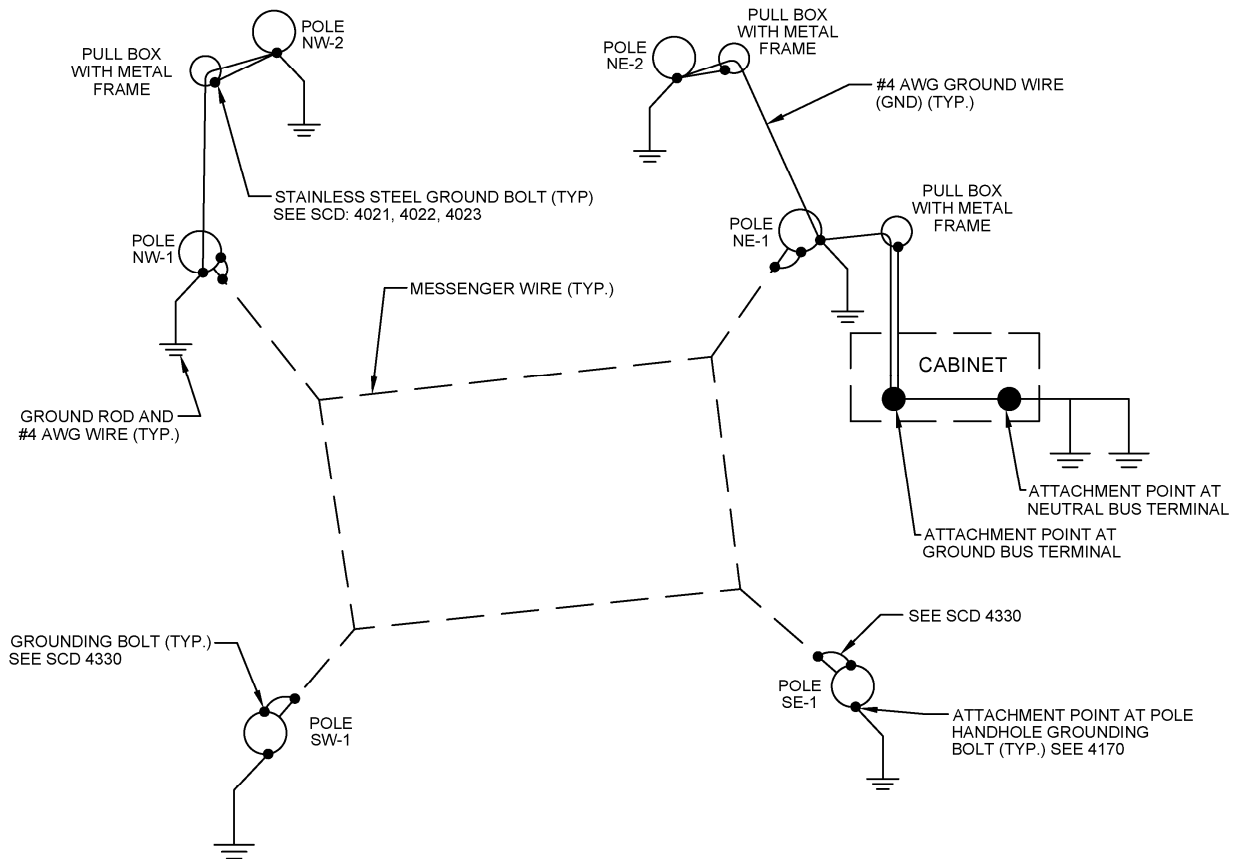 POLE
NW-2
PULL BOX
WITH METAL
FRAME
PULL BOX
WITH METAL
FRAME
POLE
NE-2
#4 AWG GROUND WIRE
(GND) (TYP.)
STAINLESS STEEL GROUND BOLT (TYP)
SEE SCD: 4021, 4022, 4023
PULL BOX
WITH METAL
FRAME
POLE
NW-1
POLE
NE-1
MESSENGER WIRE (TYP.)
CABINET
GROUND ROD AND
#4 AWG WIRE (TYP.)
ATTACHMENT POINT AT
NEUTRAL BUS TERMINAL
ATTACHMENT POINT AT
GROUND BUS TERMINAL
SEE SCD 4330
GROUNDING BOLT (TYP.)
SEE SCD 4330
POLE
SE-1
POLE
SW-1
ATTACHMENT POINT AT POLE
HANDHOLE GROUNDING
BOLT (TYP.) SEE 4170